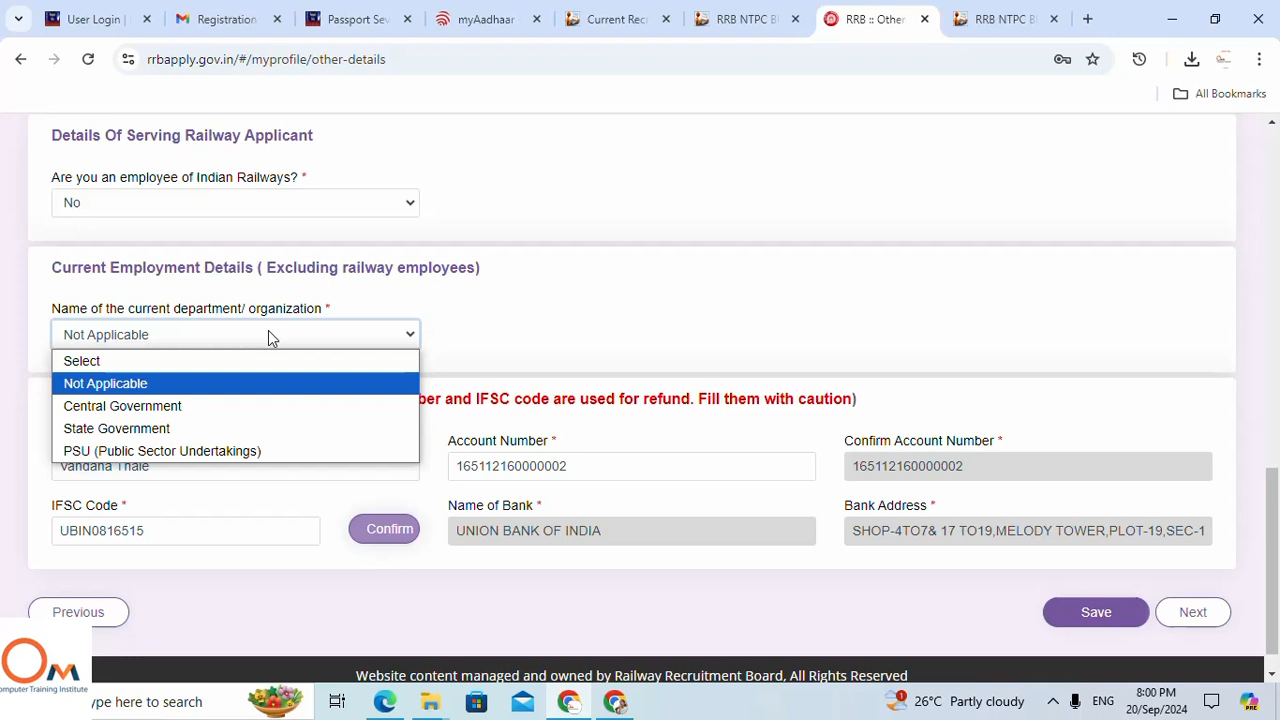 User Login |
Registration
Passport Sev
myAadhaar
Current Rec
RRB NTPC B
RRB :: Other
RRB NTPC B
rrbapply.gov.in/#/myprofile/other-details
All Bookmarks
Details Of Serving Railway Applicant
Are you an employee of Indian Railways? *
No
Current Employment Details ( Excluding railway employees)
Name of the current department/ organization *
Not Applicable
Select
Not Applicable
Central Government
State Government
PSU (Public Sector Undertakings)
ber and IFSC code are used for refund. Fill them with caution)
Account Number *
Confirm Account Number *
Vandana Thale
165112160000002
165112160000002
IFSC Code *
Name of Bank *
Bank Address *
UBIN0816515
Confirm
UNION BANK OF INDIA
SHOP-4TO7& 17 TO19,MELODY TOWER,PLOT-19,SEC-1
Previous
Save
Next
Website content managed and owned by Railway Recruitment Board, All Rights Reserved
OM
Computer Training Institute
ype here to search
1
26°C Partly cloudy
ENG
8:00 PM
20/Sep/2024
PRE